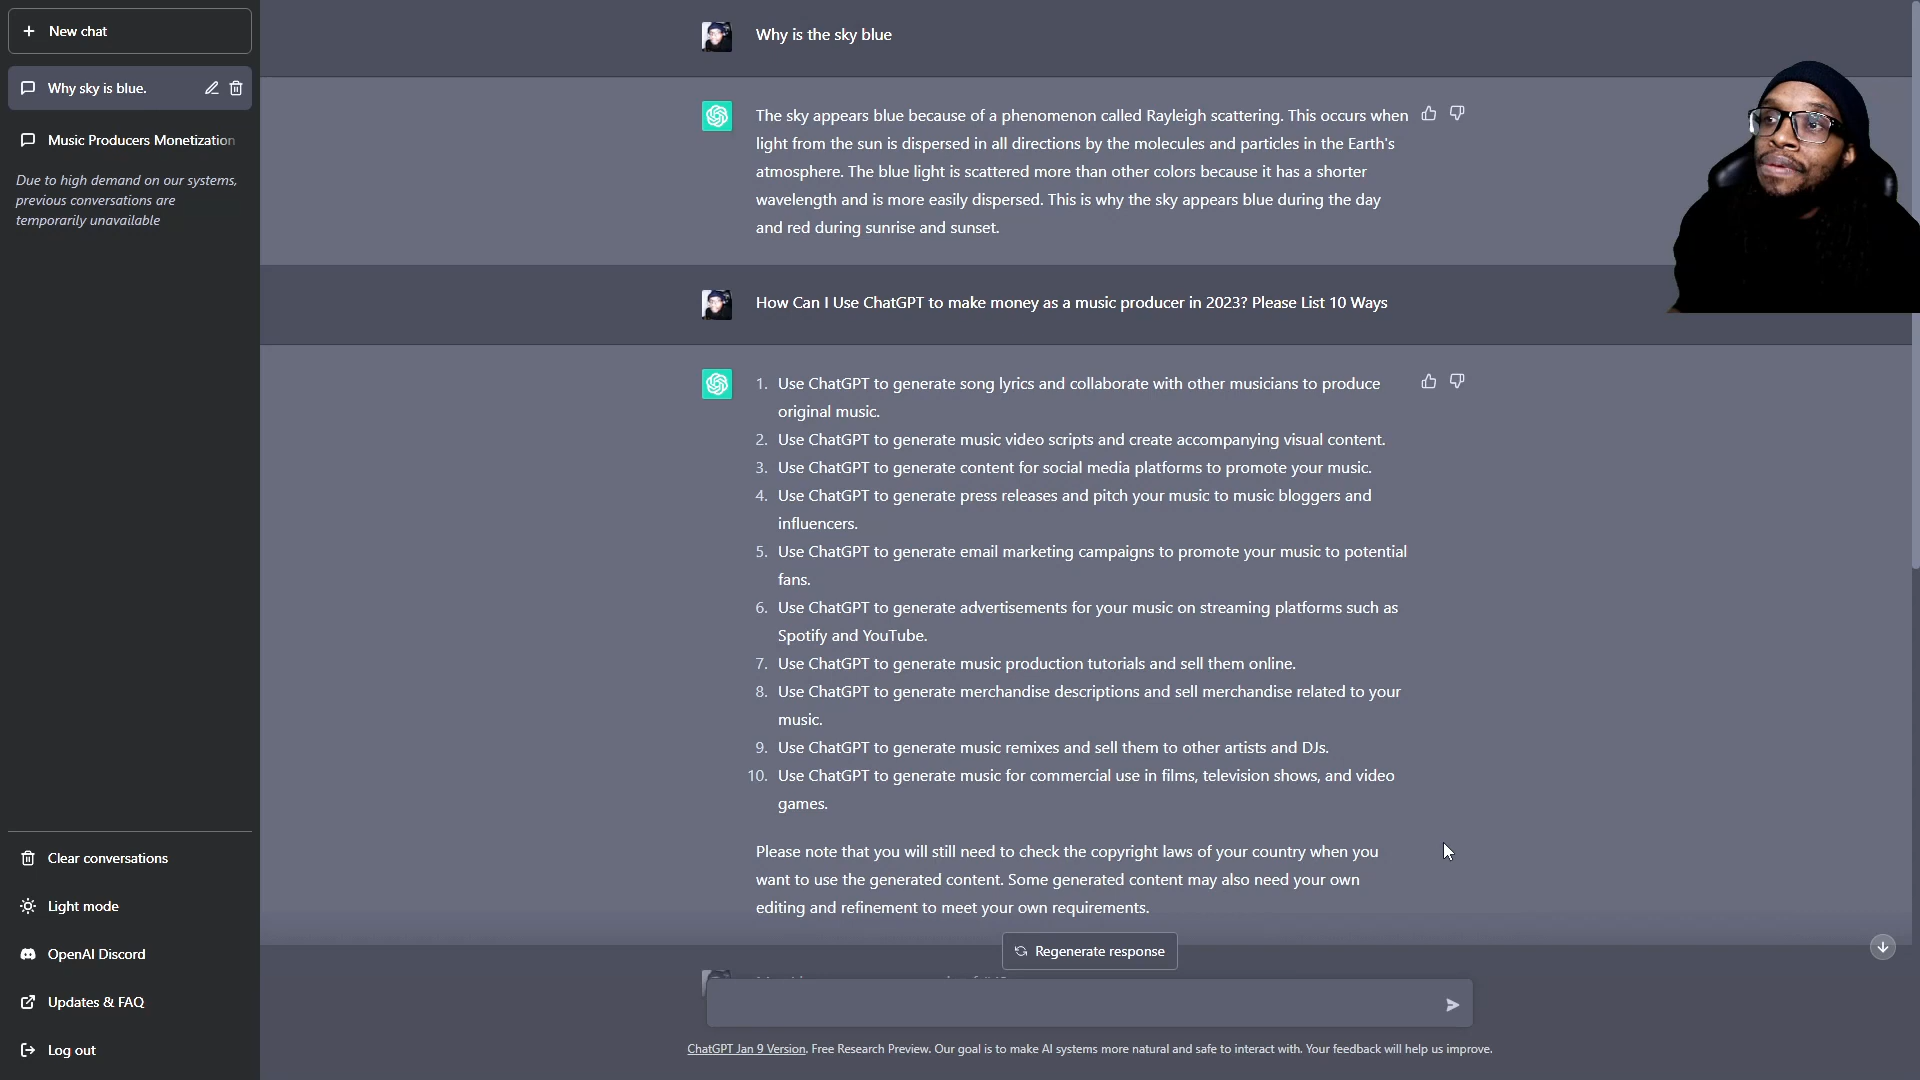 New chat
Why sky is blue.
Music Producers Monetization
Due to high demand on our systems,
previous conversations are
temporarily unavailable
Clear conversations
Light mode
OpenAI Discord
Updates & FAQ
Log out
Why is the sky blue
The sky appears blue because of a phenomenon called Rayleigh scattering. This occurs when
light from the sun is dispersed in all directions by the molecules and particles in the Earth's
atmosphere. The blue light is scattered more than other colors because it has a shorter
wavelength and is more easily dispersed. This is why the sky appears blue during the day
and red during sunrise and sunset.
How Can I Use ChatGPT to make money as a music producer in 2023? Please List 10 Ways
1. Use ChatGPT to generate song lyrics and collaborate with other musicians to produce
original music.
2. Use ChatGPT to generate music video scripts and create accompanying visual content.
3. Use ChatGPT to generate content for social media platforms to promote your music.
4. Use ChatGPT to generate press releases and pitch your music to music bloggers and
influencers.
5. Use ChatGPT to generate email marketing campaigns to promote your music to potential
fans.
6. Use ChatGPT to generate advertisements for your music on streaming platforms such as
Spotify and YouTube.
7. Use ChatGPT to generate music production tutorials and sell them online.
8. Use ChatGPT to generate merchandise descriptions and sell merchandise related to your
music.
9. Use ChatGPT to generate music remixes and sell them to other artists and DJs.
10. Use ChatGPT to generate music for commercial use in films, television shows, and video
games.
Please note that you will still need to check the copyright laws of your country when you
want to use the generated content. Some generated content may also need your own
editing and refinement to meet your own requirements.
Regenerate response
ChatGPT Jan 9 Version. Free Research Preview. Our goal is to make AI systems more natural and safe to interact with. Your feedback will help us improve.